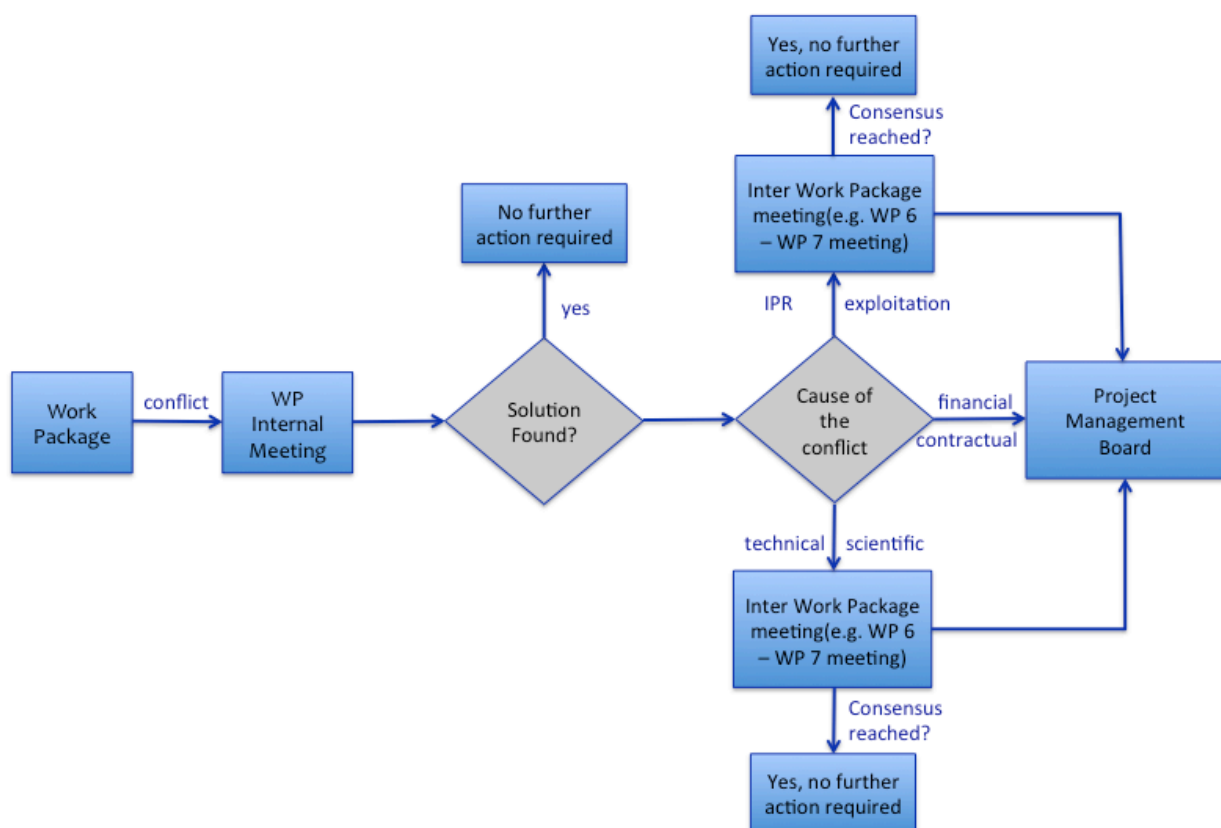 Yes, no further
action required
Consensus
reached?
Inter Work Package
meeting(e.g. WP 6
– WP 7 meeting)
No further
action required
IPR
exploitation
yes
Work
Package
conflict
WP
Internal
Meeting
Solution
Found?
Cause of
the
conflict
financial
contractual
Project
Management
Board
technical
scientific
Inter Work Package
meeting(e.g. WP 6
– WP 7 meeting)
Consensus
reached?
Yes, no further
action required